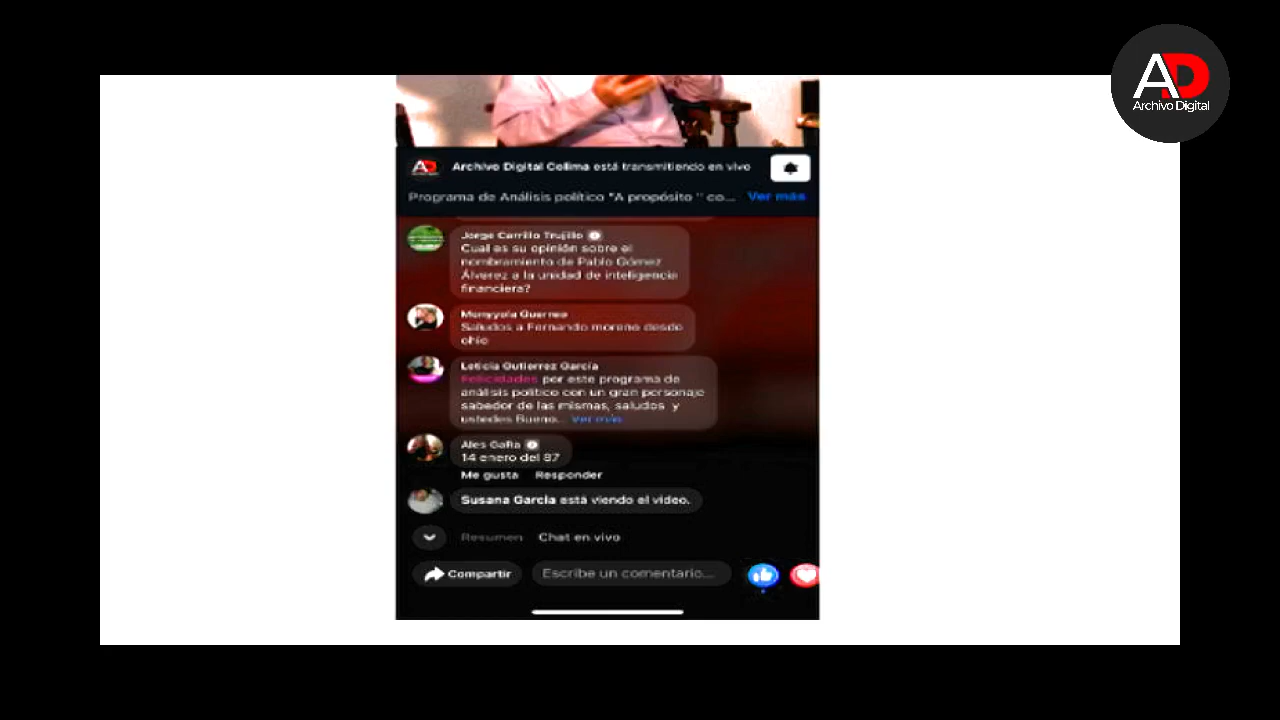 AD
Archivo Digital
Archivo Digital Colima está transmitiendo en vivo
Programa de Análisis político "A propósito " co... Ver más
Jorge Carrillo Trujillo
Cual es su opinión sobre el
nombramiento de Pablo Gómez
Álverez a la unidad de inteligencia
financiera?
Guerrero
Saludos a Fernando moreno desde
ohio
Leticia Gutierrez García
Felicidades por este programa de
análisis político con un gran personaje
sabedor de las mismas, saludos y
ustedes Bueno... Ver más
Ales
14 enero del 87
Me gusta Responder
Susana García está viendo el video.
Resumen Chat en vivo
Compartir Escribe un comentario...